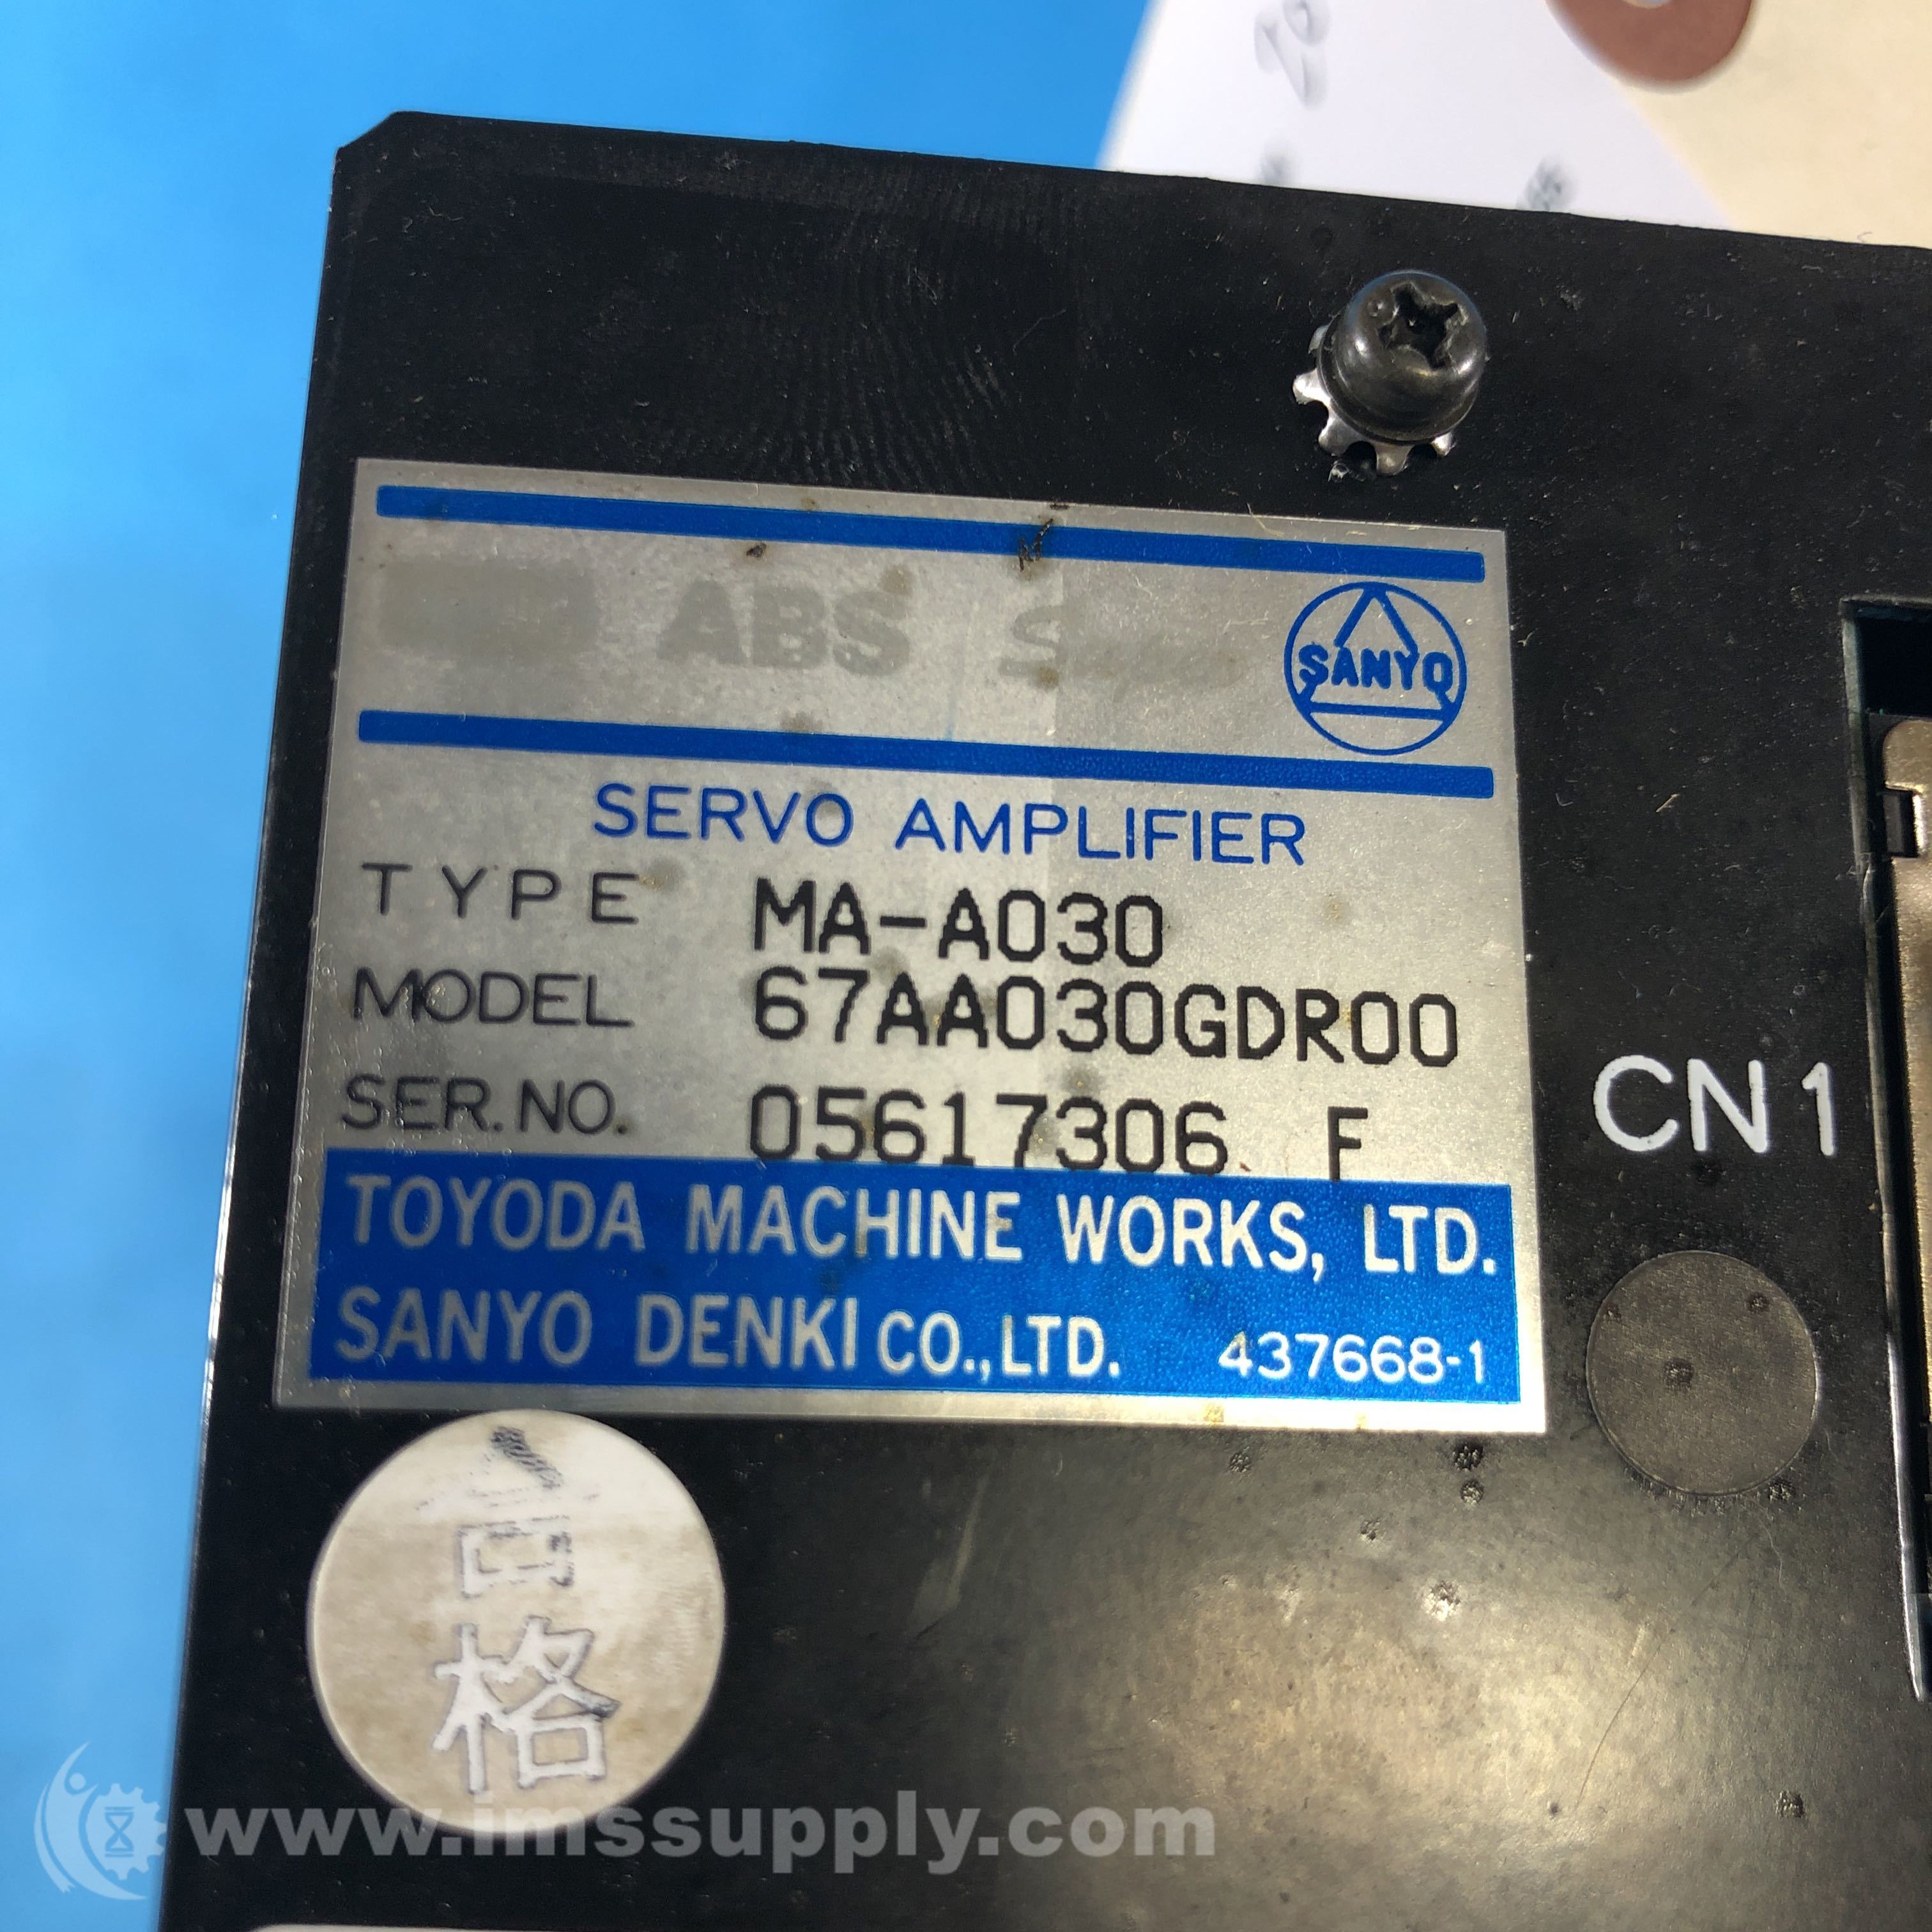 ABS
SANYO
SERVO AMPLIFIER
TYPE MA-A030
MODEL 67AA030GDR00
SER.NO. 05617306 F
TOYODA MACHINE WORKS, LTD.
SANYO DENKI CO.,LTD. 437668-1
CN1
合格
www.imssupply.com